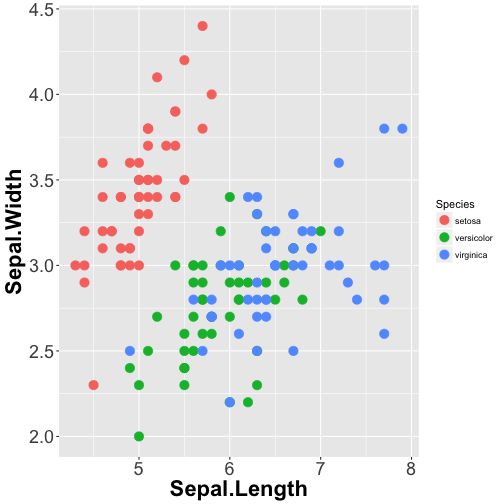 4.5
4.0
3.5
3.0
2.5
2.0
Sepal.Width
5 6 7 8
Sepal.Length
Species
setosa
versicolor
virginica